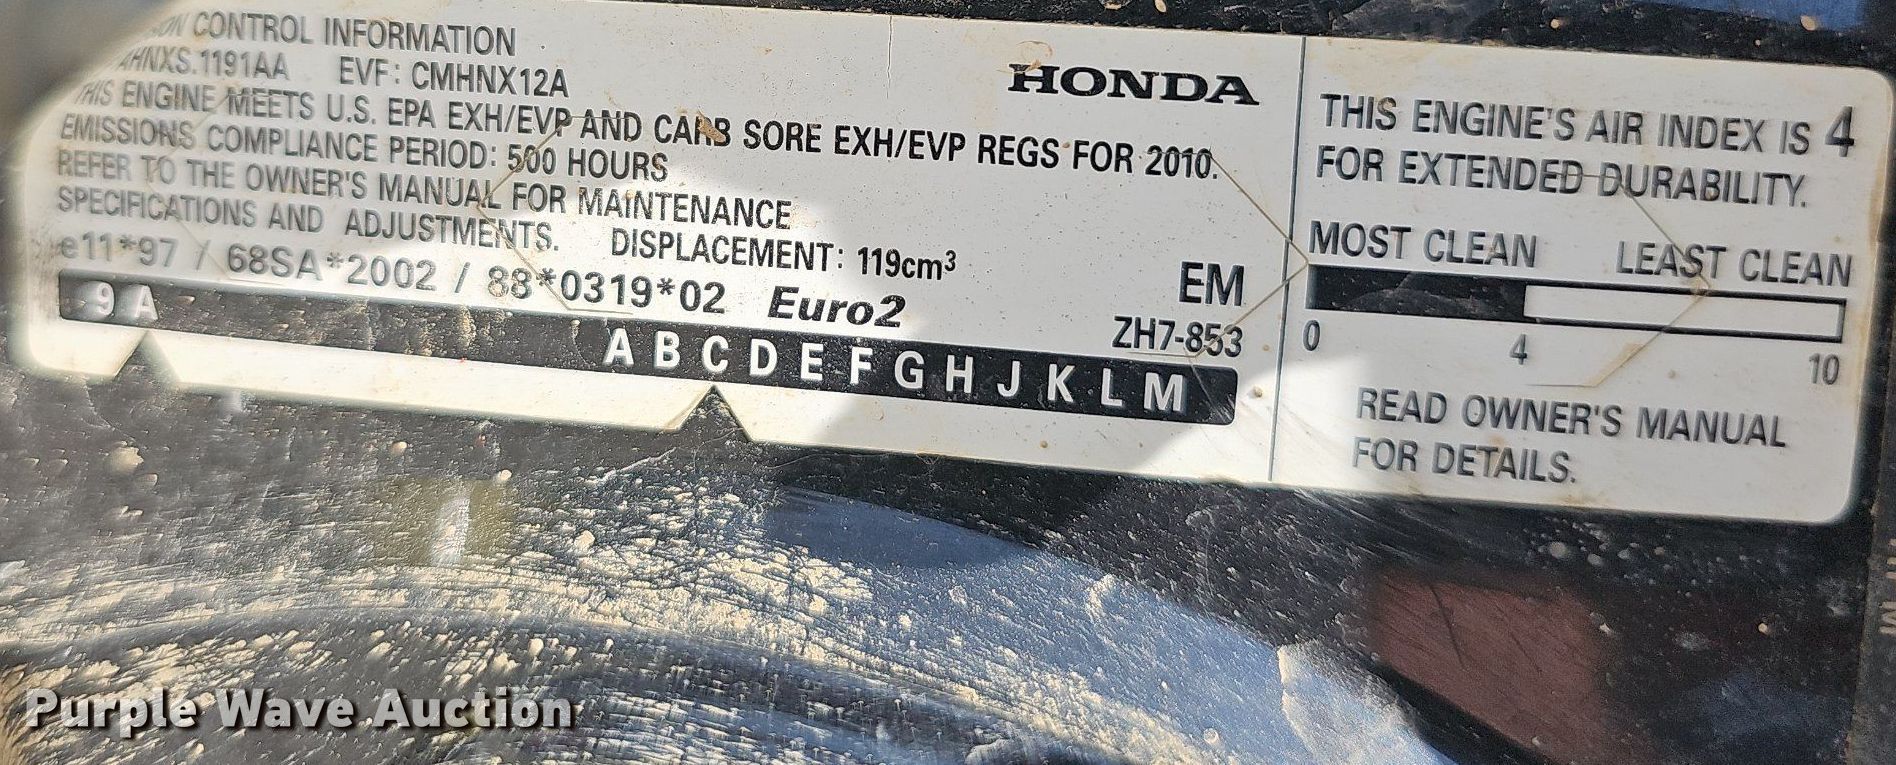 CONTROL INFORMATION
HNXS.1191AA EVF: CMHNX12A
THIS ENGINE MEETS U.S. EPA EXH/EVP AND CARB SORE EXH/EVP REGS FOR 2010.
EMISSIONS COMPLIANCE PERIOD: 500 HOURS
REFER TO THE OWNER'S MANUAL FOR MAINTENANCE
SPECIFICATIONS AND ADJUSTMENTS. DISPLACEMENT: 119cm³
e11*97 / 68SA*2002 / 88*0319*02 Euro2
9 A
A B C D E F G H J K L M
HONDA
EM
ZH7-853
THIS ENGINE'S AIR INDEX IS 4
FOR EXTENDED DURABILITY.
MOST CLEAN LEAST CLEAN
0 4 10
READ OWNER'S MANUAL
FOR DETAILS.
Purple Wave Auction